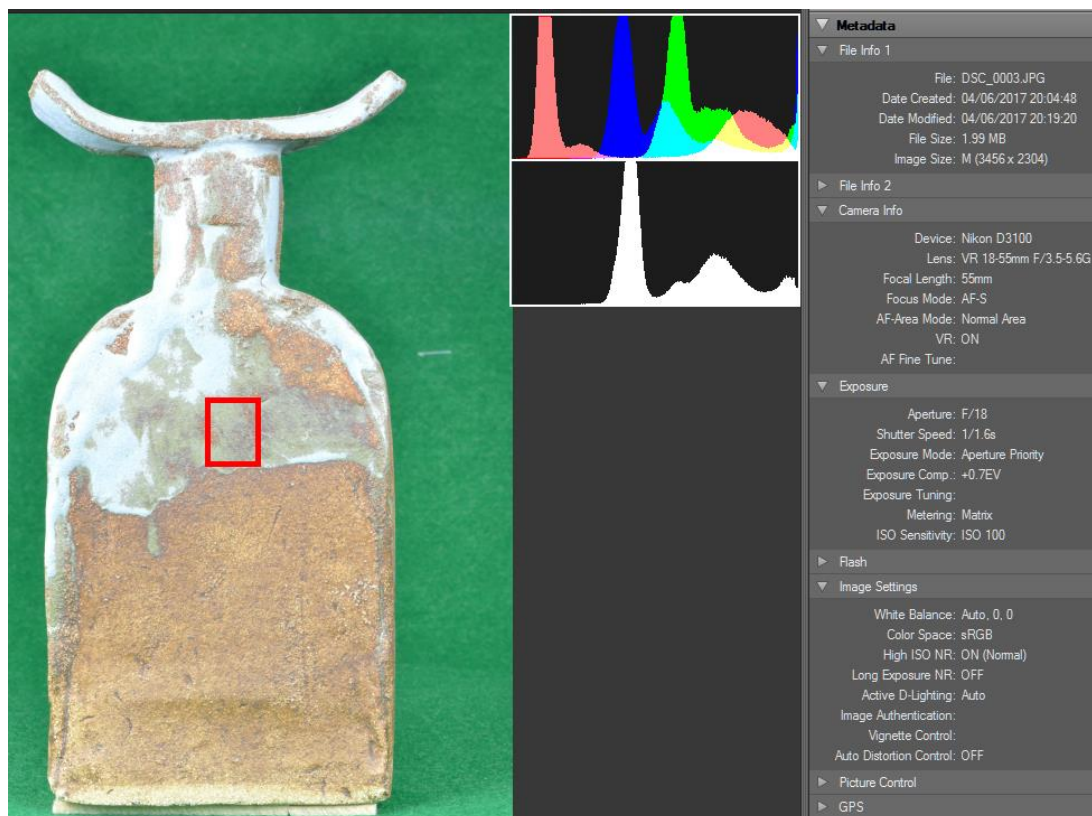 Metadata
File Info 1
File: DSC_0003.JPG
Date Created: 04/06/2017 20:04:48
Date Modified: 04/06/2017 20:19:20
File Size: 1.99 MB
Image Size: M (3456 x 2304)
File Info 2
Camera Info
Device: Nikon D3100
Lens: VR 18-55mm F/3.5-5.6G
Focal Length: 55mm
Focus Mode: AF-S
AF-Area Mode: Normal Area
VR: ON
AF Fine Tune:
Exposure
Aperture: F/18
Shutter Speed: 1/1.6s
Exposure Mode: Aperture Priority
Exposure Comp.: +0.7EV
Exposure Tuning:
Metering: Matrix
ISO Sensitivity: ISO 100
Flash
Image Settings
White Balance: Auto, 0, 0
Color Space: sRGB
High ISO NR: ON (Normal)
Long Exposure NR: OFF
Active D-Lighting: Auto
Image Authentication:
Vignette Control:
Auto Distortion Control: OFF
Picture Control
GPS